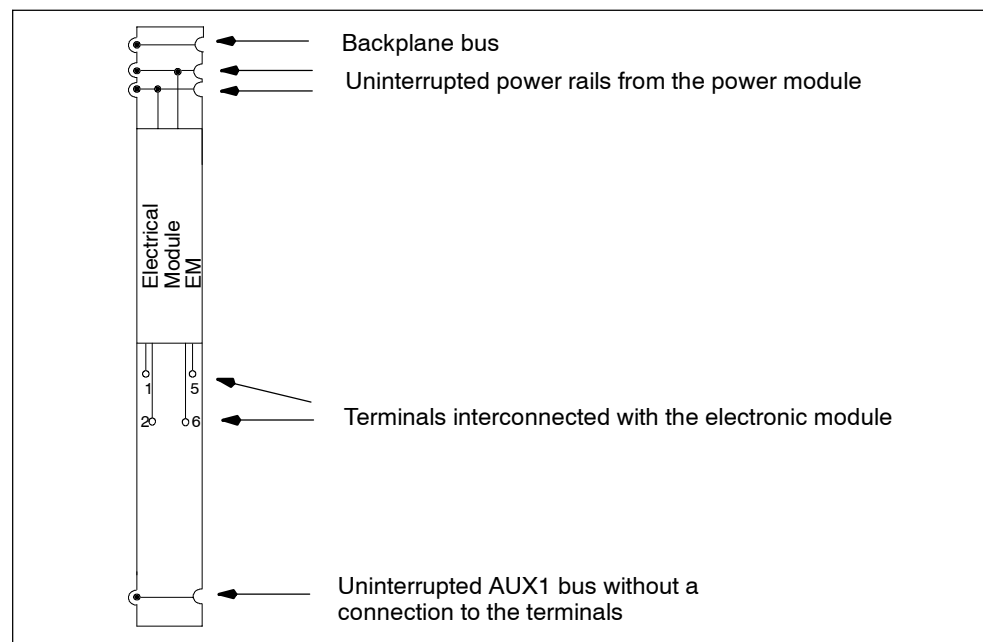 Backplane bus
Uninterrupted power rails from the power module
Electrical
Module
EM
1
5
2
6
Terminals interconnected with the electronic module
Uninterrupted AUX1 bus without a
connection to the terminals